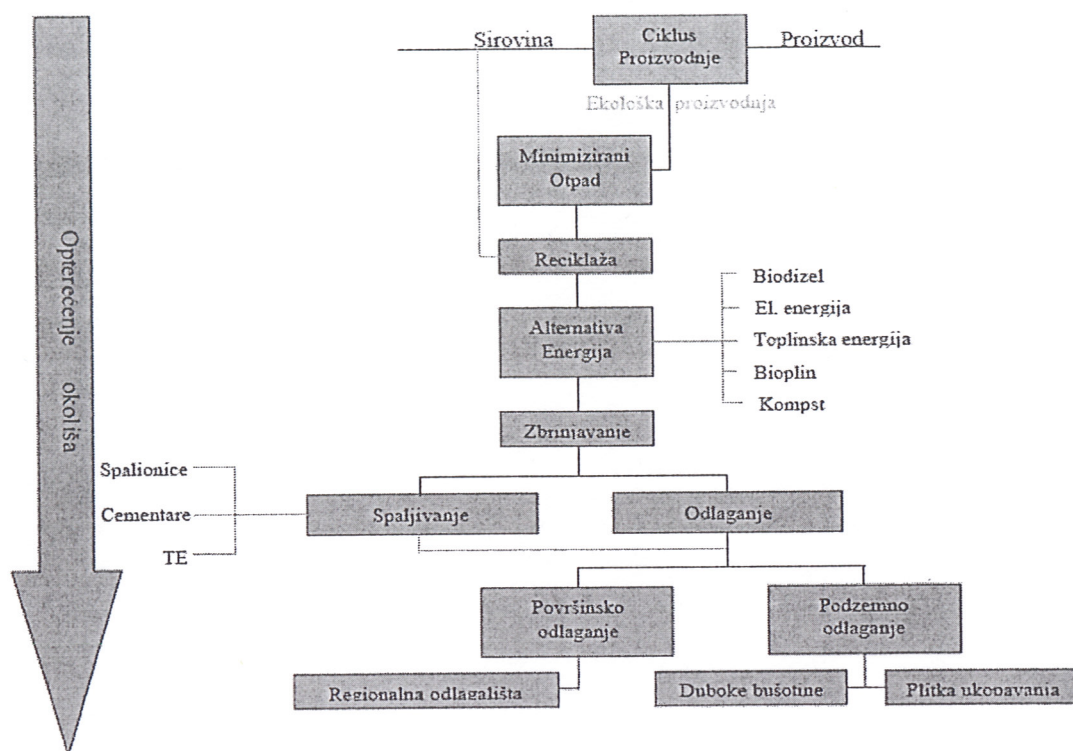 Sirovina
Ciklus
Proizvodnje
Proizvod
Ekološka proizvodnja
Minimizirani
Otpad
Reciklaža
Alternativa
Energija
Biodizel
El. energija
Toplinska energija
Bioplin
Kompst
Zbrinjavanje
Spalionice
Cementare
TE
Spaljivanje
Odlaganje
Površinsko
odlaganje
Podzemno
odlaganje
Regionalna odlagališta
Duboke bušotine
Plitka ukopavania
Opterećenje okoliša